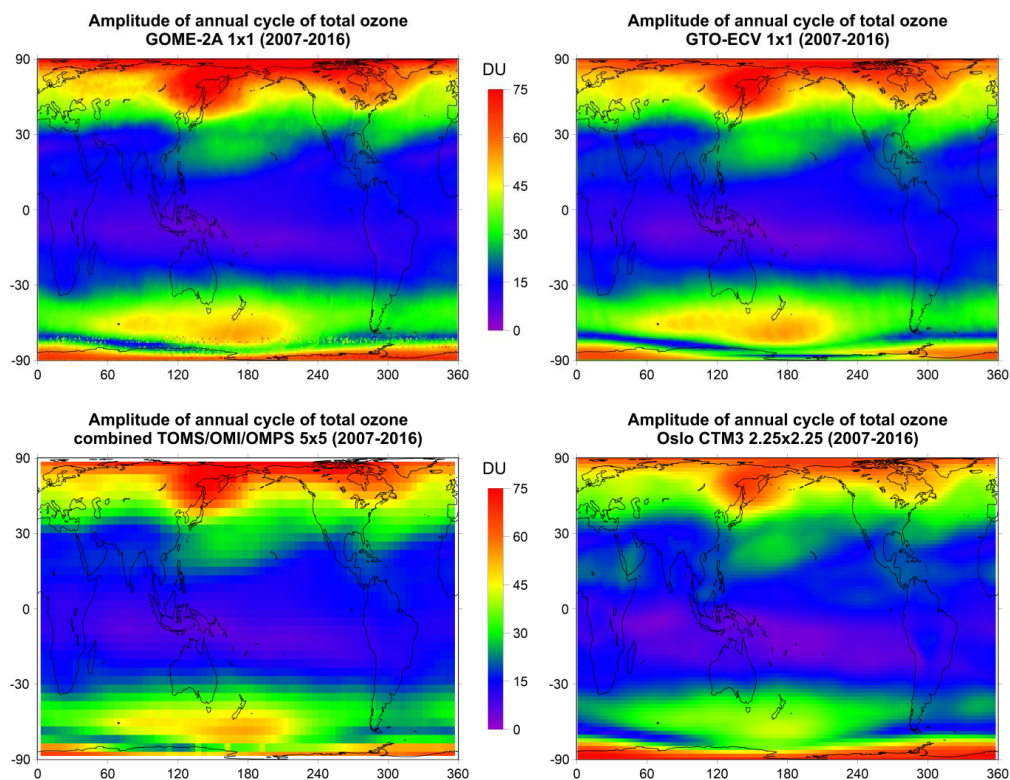 Amplitude of annual cycle of total ozone
GOME-2A 1x1 (2007-2016)
90
30
0
-30
-90
0 60 120 180 240 300 360
DU
75
60
45
30
15
0
Amplitude of annual cycle of total ozone
GTO-ECV 1x1 (2007-2016)
90
30
0
-30
-90
0 60 120 180 240 300 360
Amplitude of annual cycle of total ozone
combined TOMS/OMI/OMPS 5x5 (2007-2016)
90
30
0
-30
-90
0 60 120 180 240 300 360
DU
75
60
45
30
15
0
Amplitude of annual cycle of total ozone
Oslo CTM3 2.25x2.25 (2007-2016)
90
30
0
-30
-90
0 60 120 180 240 300 360